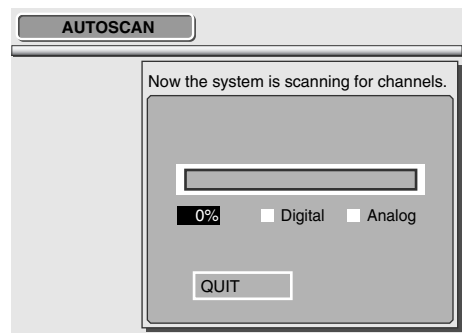 AUTOSCAN
Now the system is scanning for channels.
0% Digital Analog
QUIT